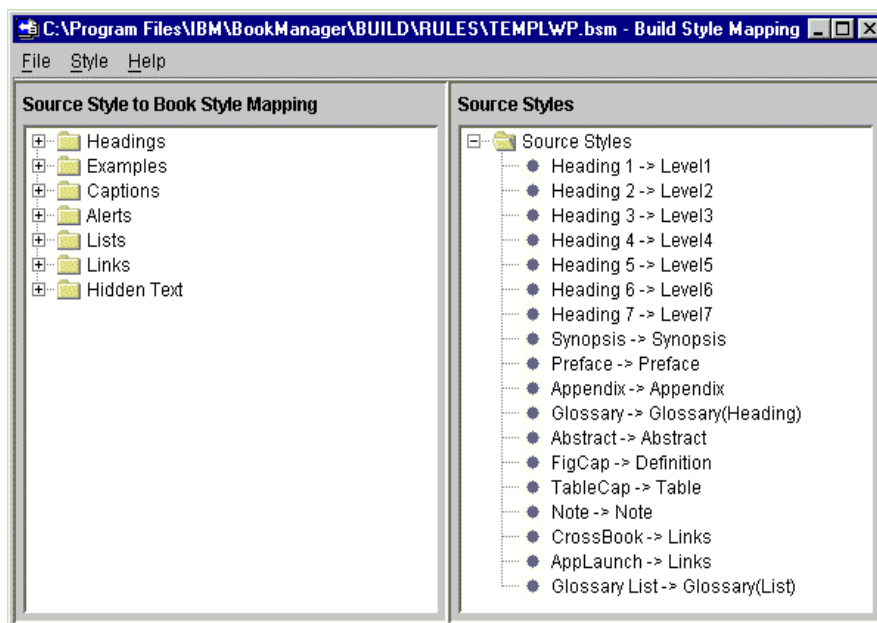 C:\Program Files\IBM\BookManager\BUILD\RULES\TEMPLWP.bsm - Build Style Mapping
File Style Help
Source Style to Book Style Mapping
Headings
Examples
Captions
Alerts
Lists
Links
Hidden Text
Source Styles
Source Styles
Heading 1 -> Level1
Heading 2 -> Level2
Heading 3 -> Level3
Heading 4 -> Level4
Heading 5 -> Level5
Heading 6 -> Level6
Heading 7 -> Level7
Synopsis -> Synopsis
Preface -> Preface
Appendix -> Appendix
Glossary -> Glossary(Heading)
Abstract -> Abstract
FigCap -> Definition
TableCap -> Table
Note -> Note
CrossBook -> Links
AppLaunch -> Links
Glossary List -> Glossary(List)